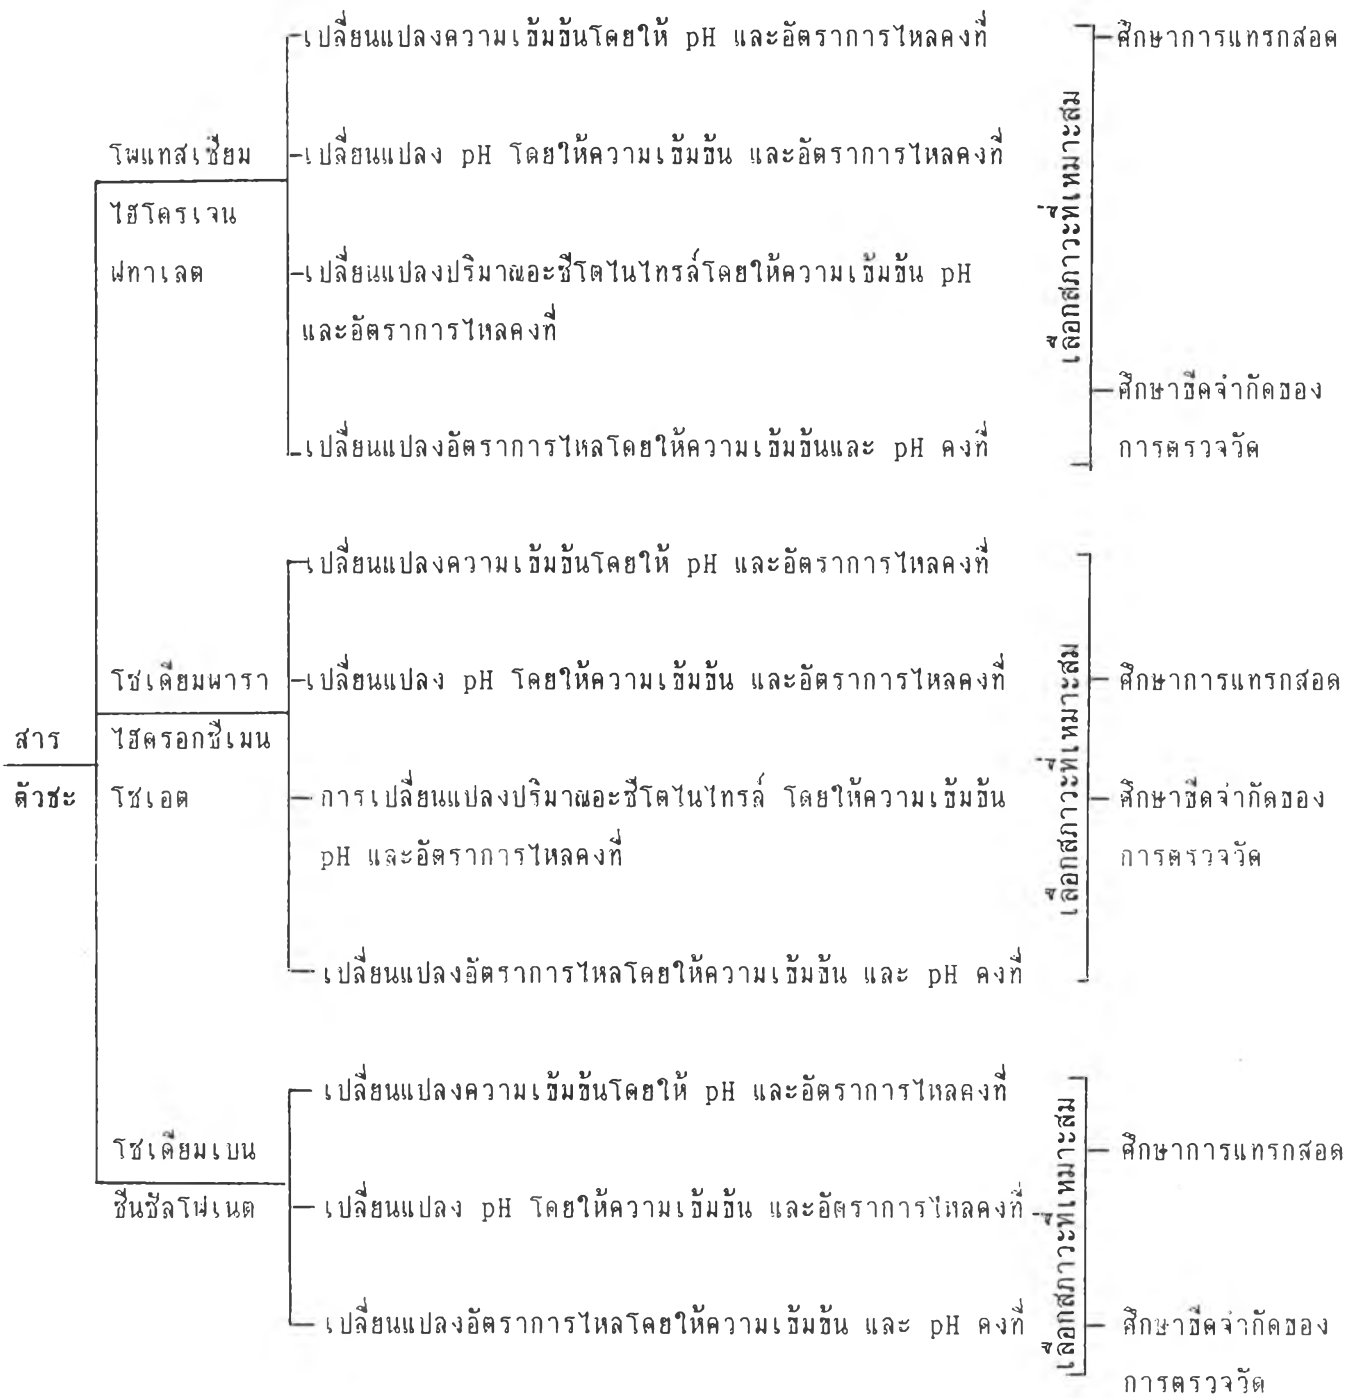 เปลี่ยนแปลงความเข้มข้นโดยให้ pH และอัตราการไหลคงที่
ศึกษาการแทรกสอด
โพแทสเซียม
เปลี่ยนแปลง pH โดยให้ความเข้มข้น และอัตราการไหลคงที่
ไฮโดรเจน
พทาเลต
เปลี่ยนแปลงปริมาณอะซีโตไนไทรล์โดยให้ความเข้มข้น pH
และอัตราการไหลคงที่
เลือกสภาวะที่เหมาะสม
ศึกษาขีดจำกัดของ
เปลี่ยนแปลงอัตราการไหลโดยให้ความเข้มข้นและ pH คงที่
การตรวจวัด
เปลี่ยนแปลงความเข้มข้นโดยให้ pH และอัตราการไหลคงที่
โซเดียมพารา
เปลี่ยนแปลง pH โดยให้ความเข้มข้น และอัตราการไหลคงที่
ศึกษาการแทรกสอด
สาร
ไฮดรอกซีเบน
เลือกสภาวะที่เหมาะสม
ตัวชะ
โซเอต
การเปลี่ยนแปลงปริมาณอะซีโตไนไทรล์ โดยให้ความเข้มข้น
ศึกษาขีดจำกัดของ
pH และอัตราการไหลคงที่
การตรวจวัด
เปลี่ยนแปลงอัตราการไหลโดยให้ความเข้มข้น และ pH คงที่
เปลี่ยนแปลงความเข้มข้นโดยให้ pH และอัตราการไหลคงที่
โซเดียมเบน
ศึกษาการแทรกสอด
ซีนซัลโฟเนต
เปลี่ยนแปลง pH โดยให้ความเข้มข้น และอัตราการไหลคงที่
เลือกสภาวะที่เหมาะสม
เปลี่ยนแปลงอัตราการไหลโดยให้ความเข้มข้น และ pH คงที่
ศึกษาขีดจำกัดของ
การตรวจวัด